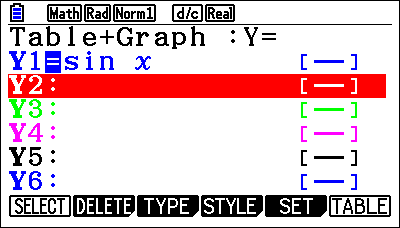 Math Rad Norm1 d/c Real
Table+Graph :Y=
Y1=sin x [—]
Y2: [—]
Y3: [—]
Y4: [—]
Y5: [—]
Y6: [—]
SELECT DELETE TYPE STYLE SET TABLE